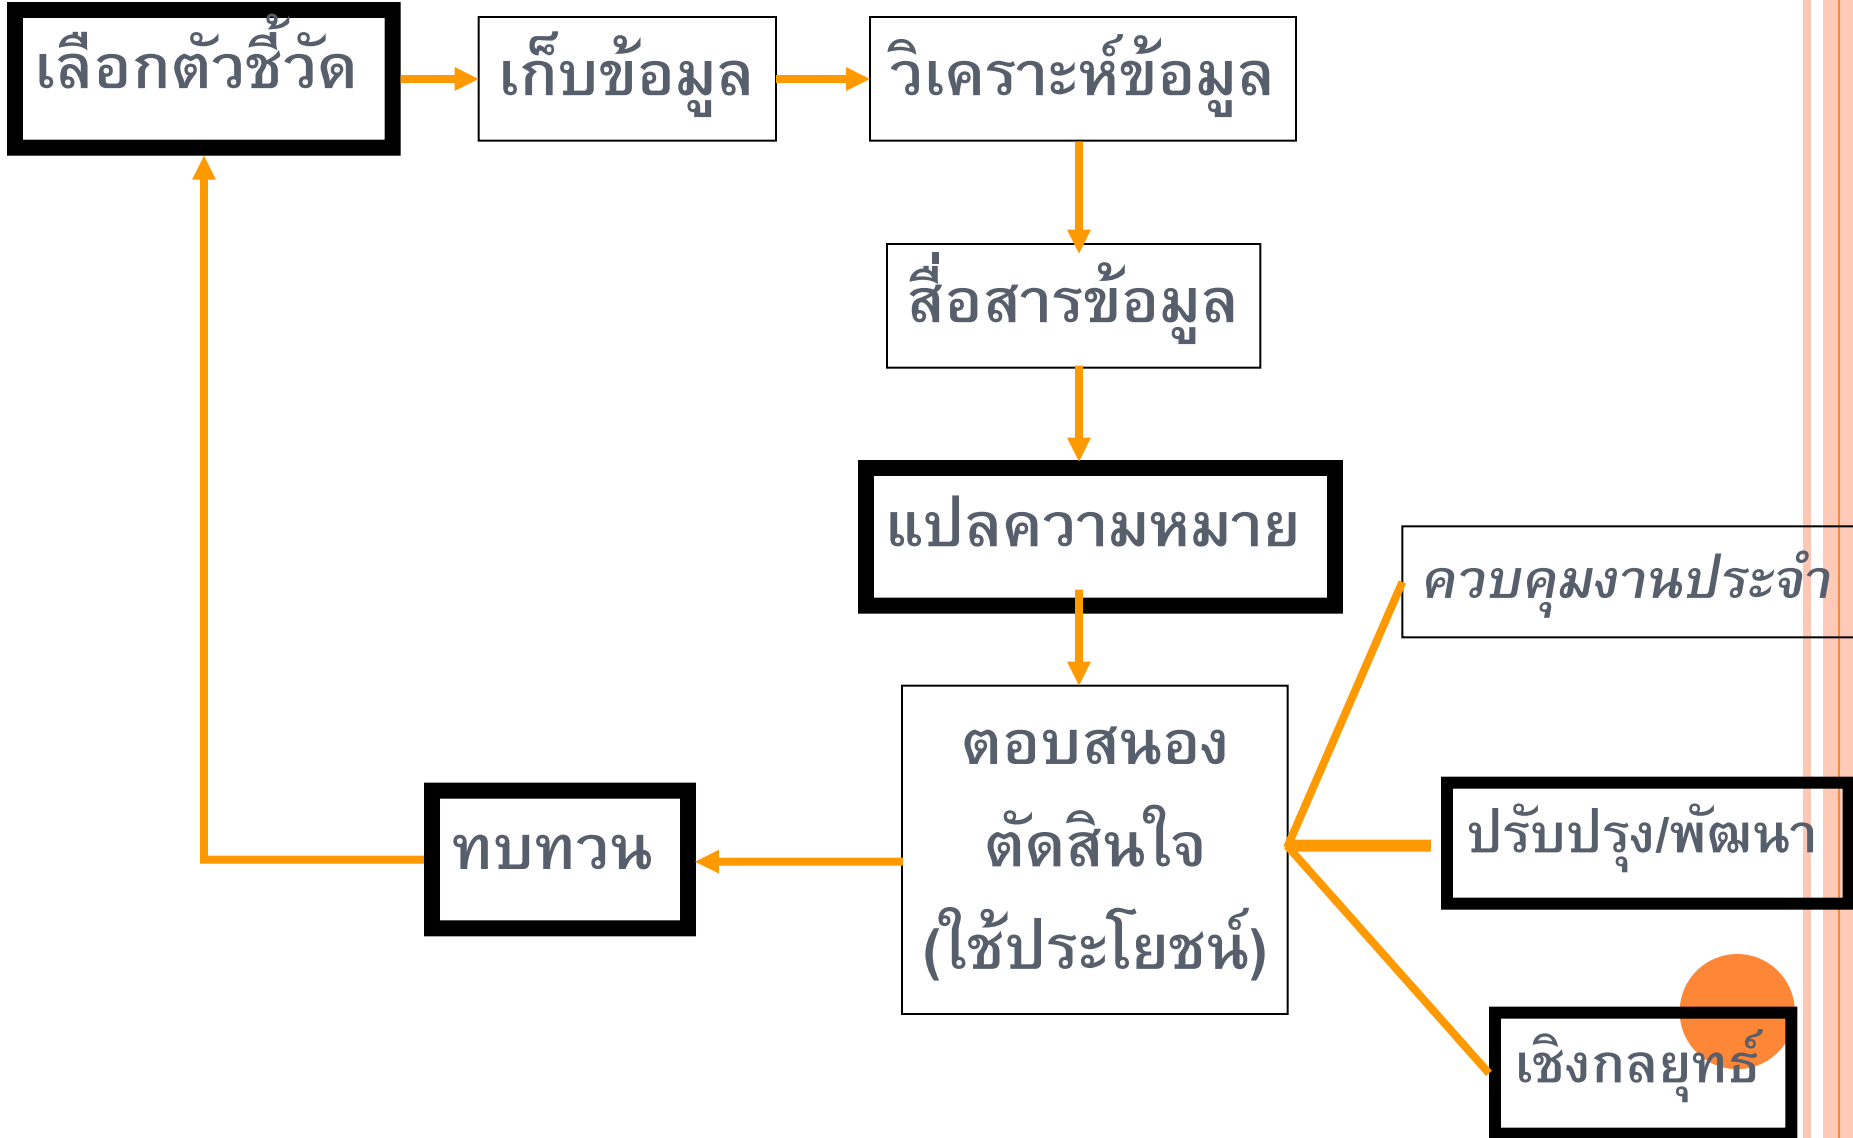 เลือกตัวชี้วัด
เก็บข้อมูล
วิเคราะห์ข้อมูล
สื่อสารข้อมูล
แปลความหมาย
ควบคุมงานประจำ
ตอบสนอง
ตัดสินใจ
(ใช้ประโยชน์)
ทบทวน
ปรับปรุง/พัฒนา
เชิงกลยุทธ์